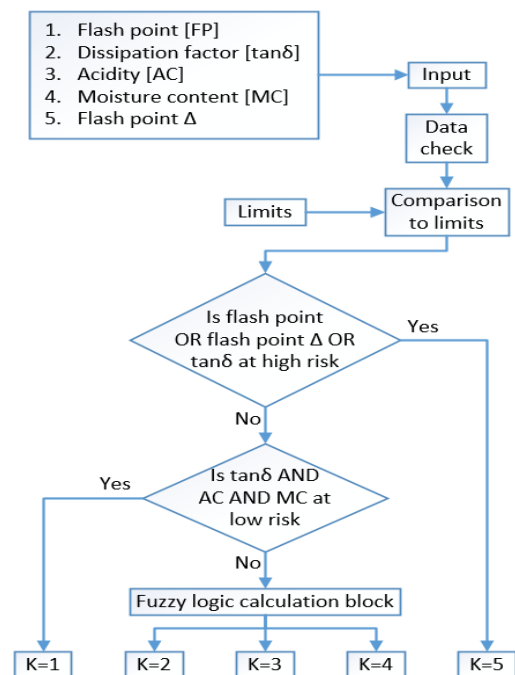 1. Flash point [FP]
2. Dissipation factor [tanδ]
3. Acidity [AC]
4. Moisture content [MC]
5. Flash point Δ
Input
Data
check
Limits
Comparison
to limits
Is flash point
OR flash point Δ OR
tanδ at high risk
Yes
No
Is tanδ AND
AC AND MC at
low risk
Yes
No
Fuzzy logic calculation block
K=1
K=2
K=3
K=4
K=5